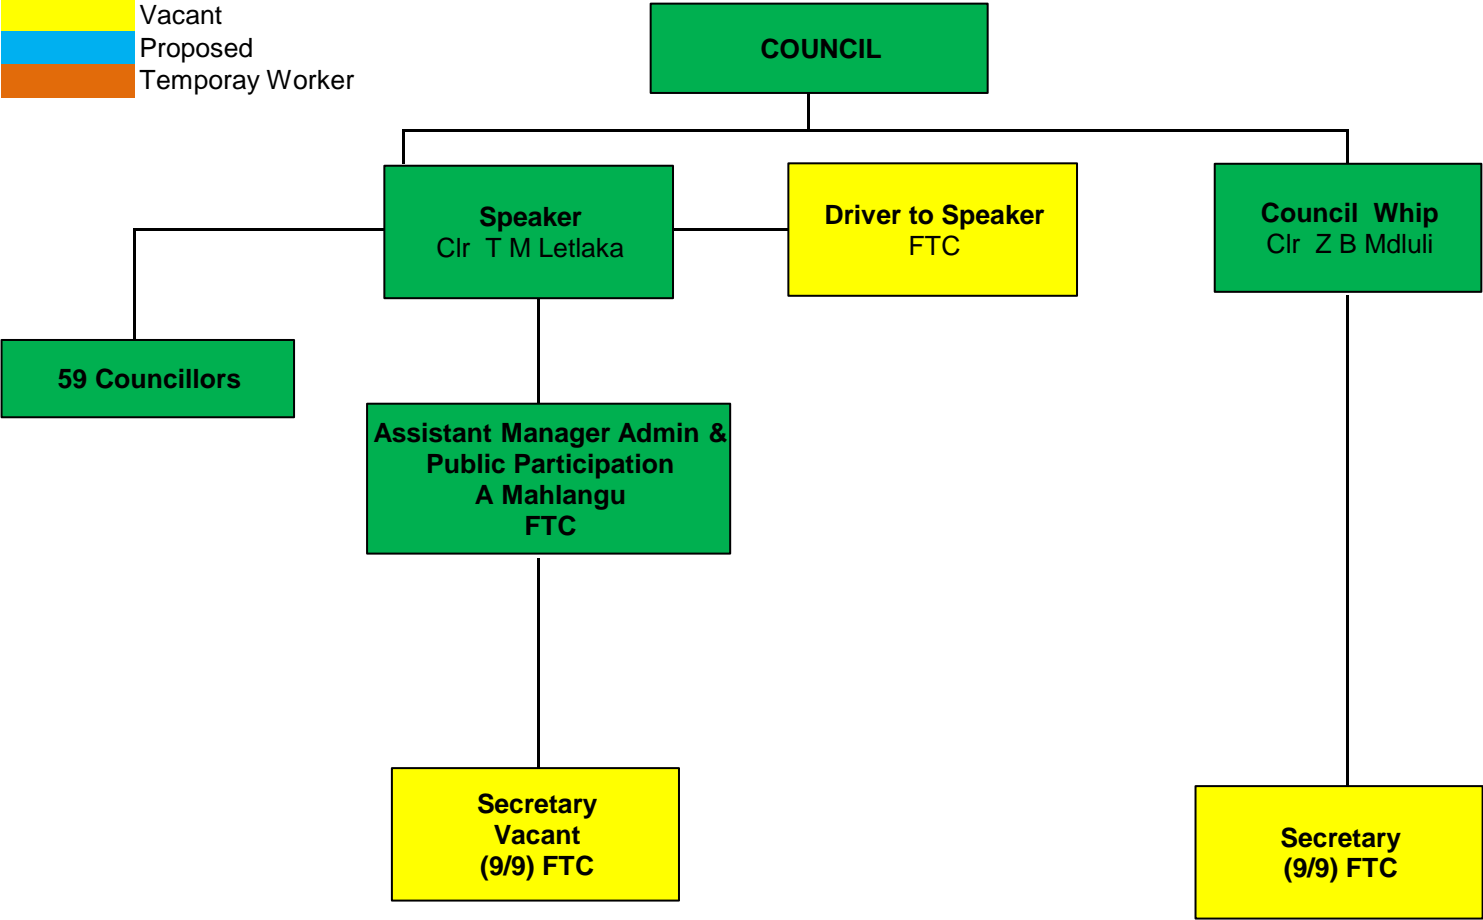 Vacant
Proposed
Temporay Worker
COUNCIL
Speaker
Clr T M Letlaka
Driver to Speaker
FTC
Council Whip
Clr Z B Mdluli
59 Councillors
Assistant Manager Admin &
Public Participation
A Mahlangu
FTC
Secretary
Vacant
(9/9) FTC
Secretary
(9/9) FTC